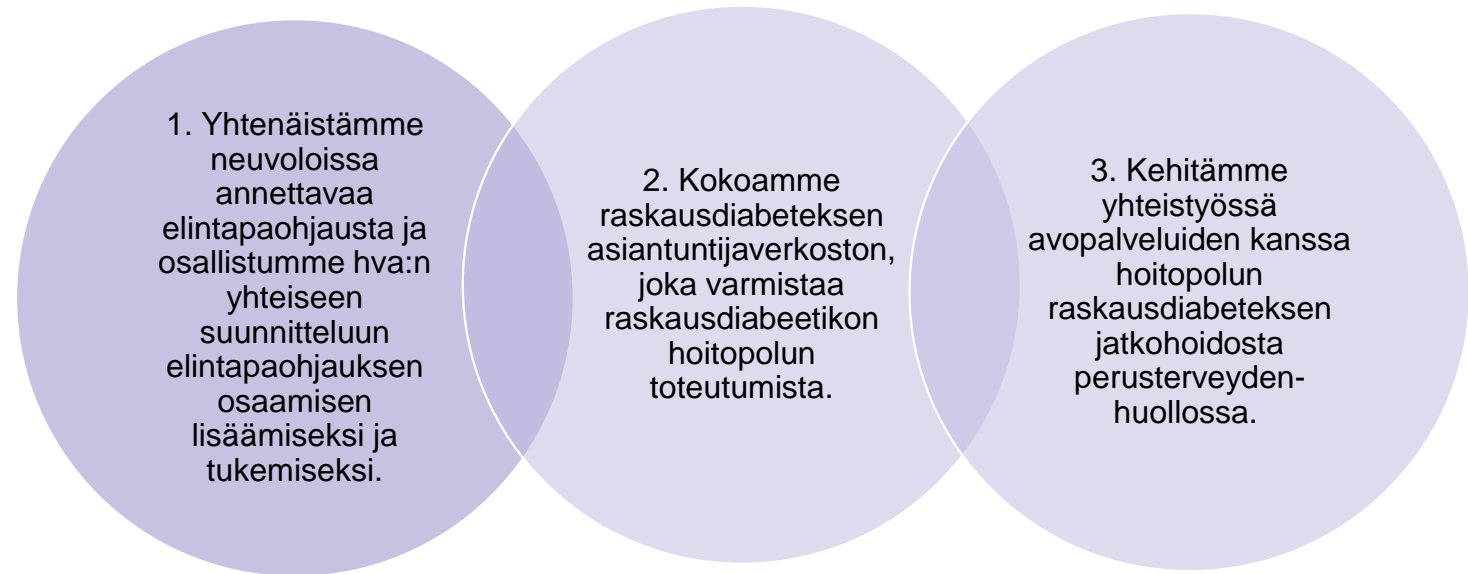 1. Yhtenäistämme
neuvoloissa
annettavaa
elintapaohjausta ja
osallistumme hva:n
yhteiseen
suunnitteluun
elintapaohjauksen
osaamisen
lisäämiseksi ja
tukemiseksi.
2. Kokoamme
raskausdiabeteksen
asiantuntijaverkoston,
joka varmistaa
raskausdiabeetikon
hoitopolun
toteutumista.
3. Kehitämme
yhteistyössä
avopalveluiden kanssa
hoitopolun
raskausdiabeteksen
jatkohoidosta
perusterveyden-
huollossa.